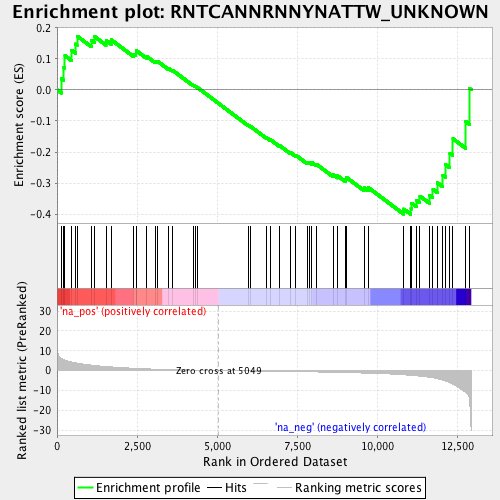 Enrichment plot: RNTCANNRNNYNATTW_UNKNOWN
Enrichment score (ES)
0.2
0.1
0.0
-0.1
-0.2
-0.3
-0.4
'na_pos' (positively correlated)
Ranked list metric (PreRanked)
30
20
10
0
-10
-20
-30
Zero cross at 5049
'na_neg' (negatively correlated)
0
2,500
5,000
7,500
10,000
12,500
Rank in Ordered Dataset
Enrichment profile
Hits
Ranking metric scores